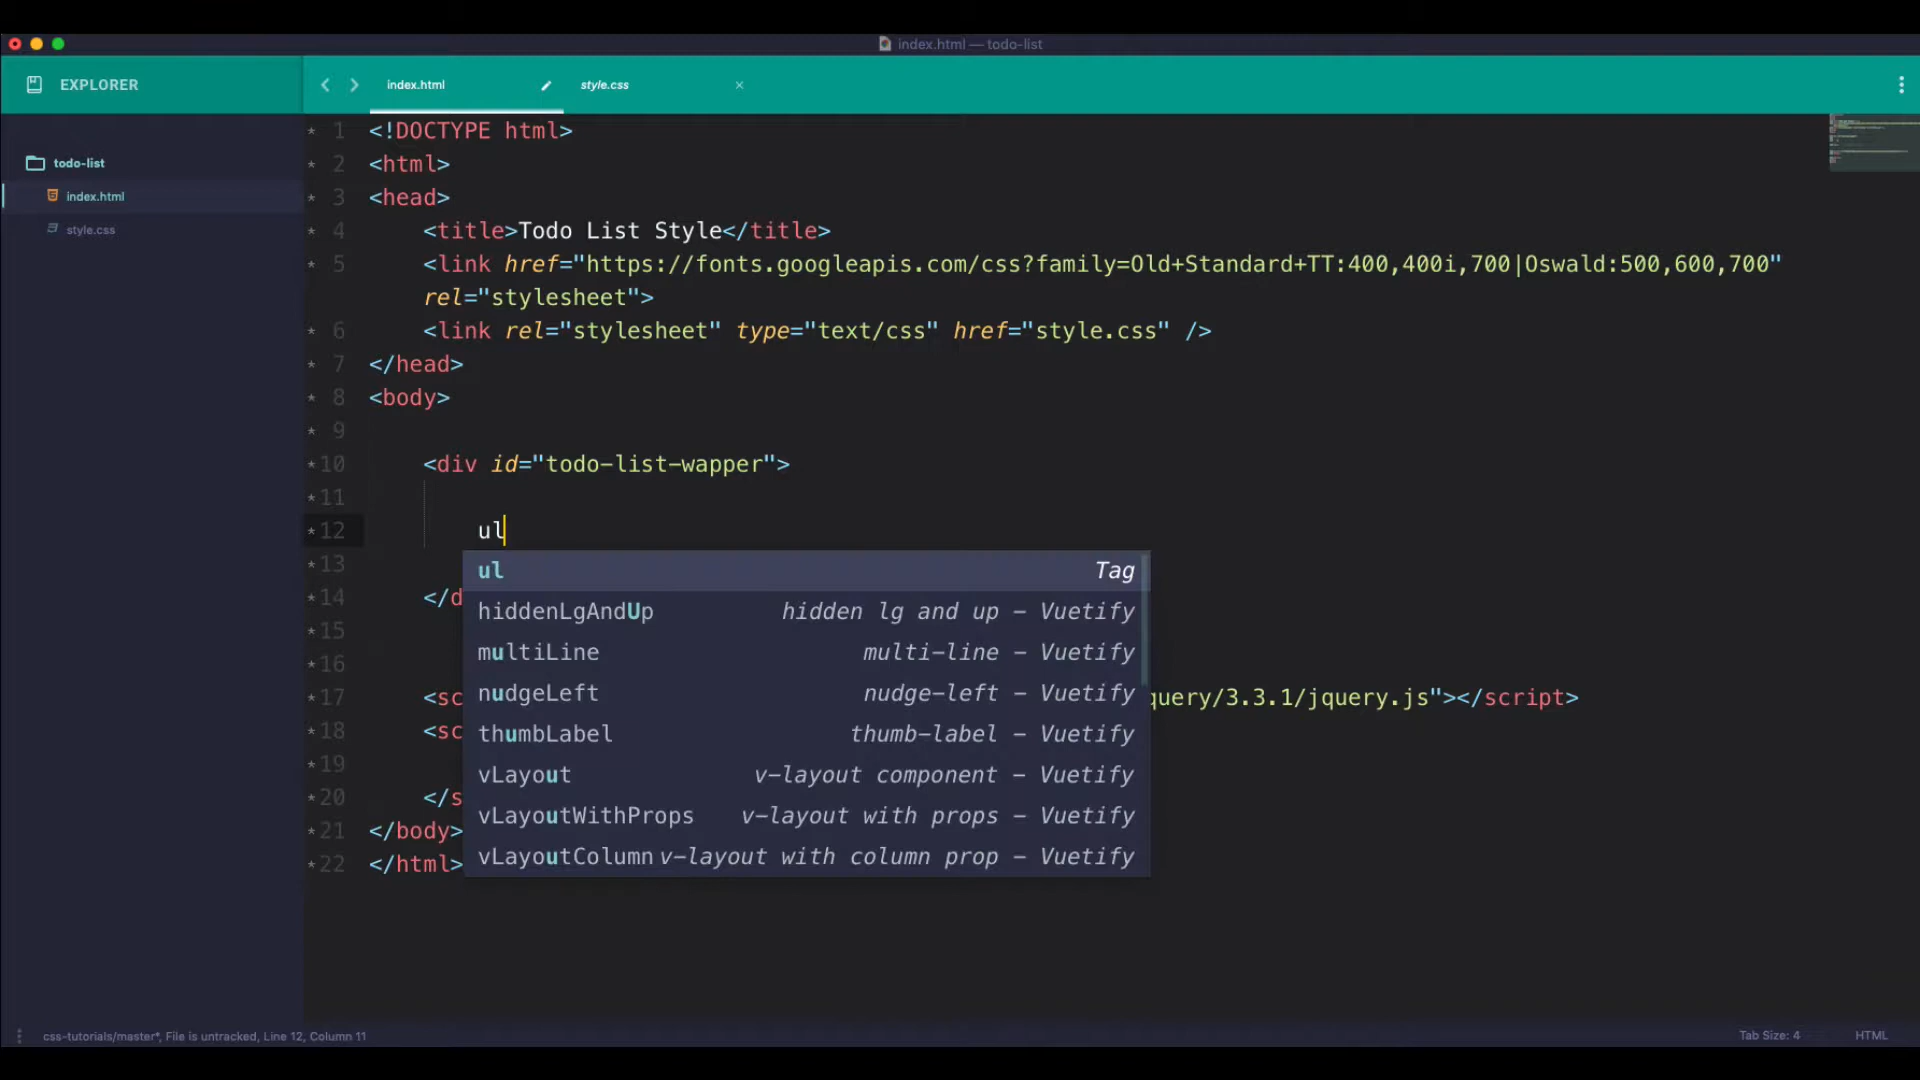 index.html — todo-list
EXPLORER
index.html
style.css
todo-list
index.html
style.css
* 1 <!DOCTYPE html>
* 2 <html>
* 3 <head>
* 4 <title>Todo List Style</title>
* 5 <link href="https://fonts.googleapis.com/css?family=Old+Standard+TT:400,400i,700|Oswald:500,600,700"
rel="stylesheet">
* 6 <link rel="stylesheet" type="text/css" href="style.css" />
* 7 </head>
* 8 <body>
* 9
*10 <div id="todo-list-wapper">
*11
*12 ul
ul Tag
*13
hiddenLgAndUp hidden lg and up – Vuetify
*14 </d
*15
multiLine multi-line – Vuetify
*16
nudgeLeft nudge-left – Vuetify
*17 <sc query/3.3.1/jquery.js"></script>
*18 <sc
thumbLabel thumb-label – Vuetify
*19
vLayout v-layout component – Vuetify
*20 </s
vLayoutWithProps v-layout with props – Vuetify
*21 </body>
vLayoutColumn v-layout with column prop – Vuetify
*22 </html>
css-tutorials/master*, File is untracked, Line 12, Column 11
Tab Size: 4
HTML